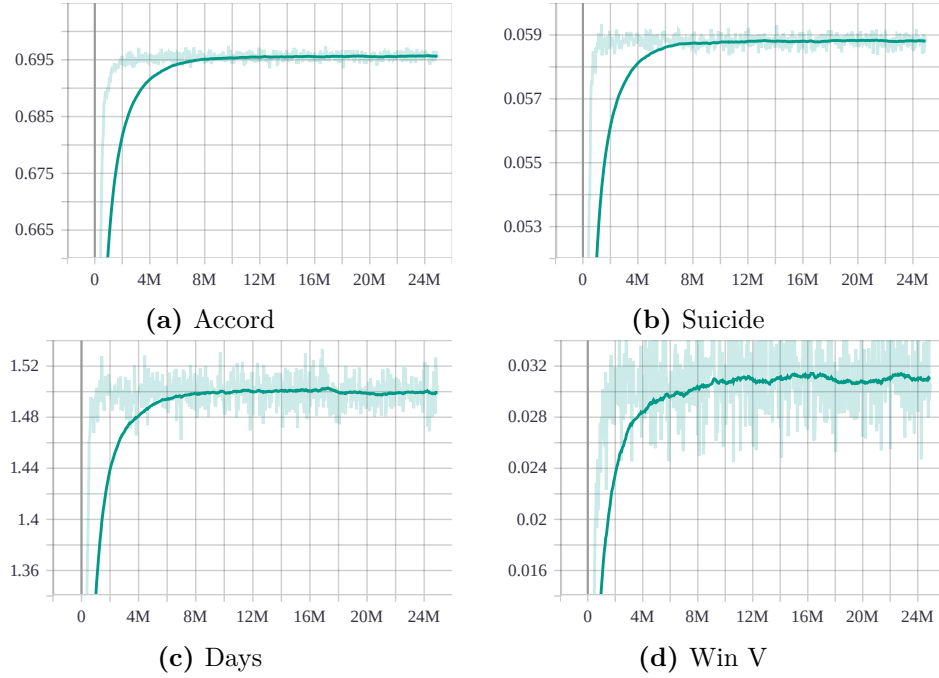 0.695
0.685
0.675
0.665
0 4M 8M 12M 16M 20M 24M
(a) Accord
0.059
0.057
0.055
0.053
0 4M 8M 12M 16M 20M 24M
(b) Suicide
1.52
1.48
1.44
1.4
1.36
0 4M 8M 12M 16M 20M 24M
(c) Days
0.032
0.028
0.024
0.02
0.016
0 4M 8M 12M 16M 20M 24M
(d) Win V